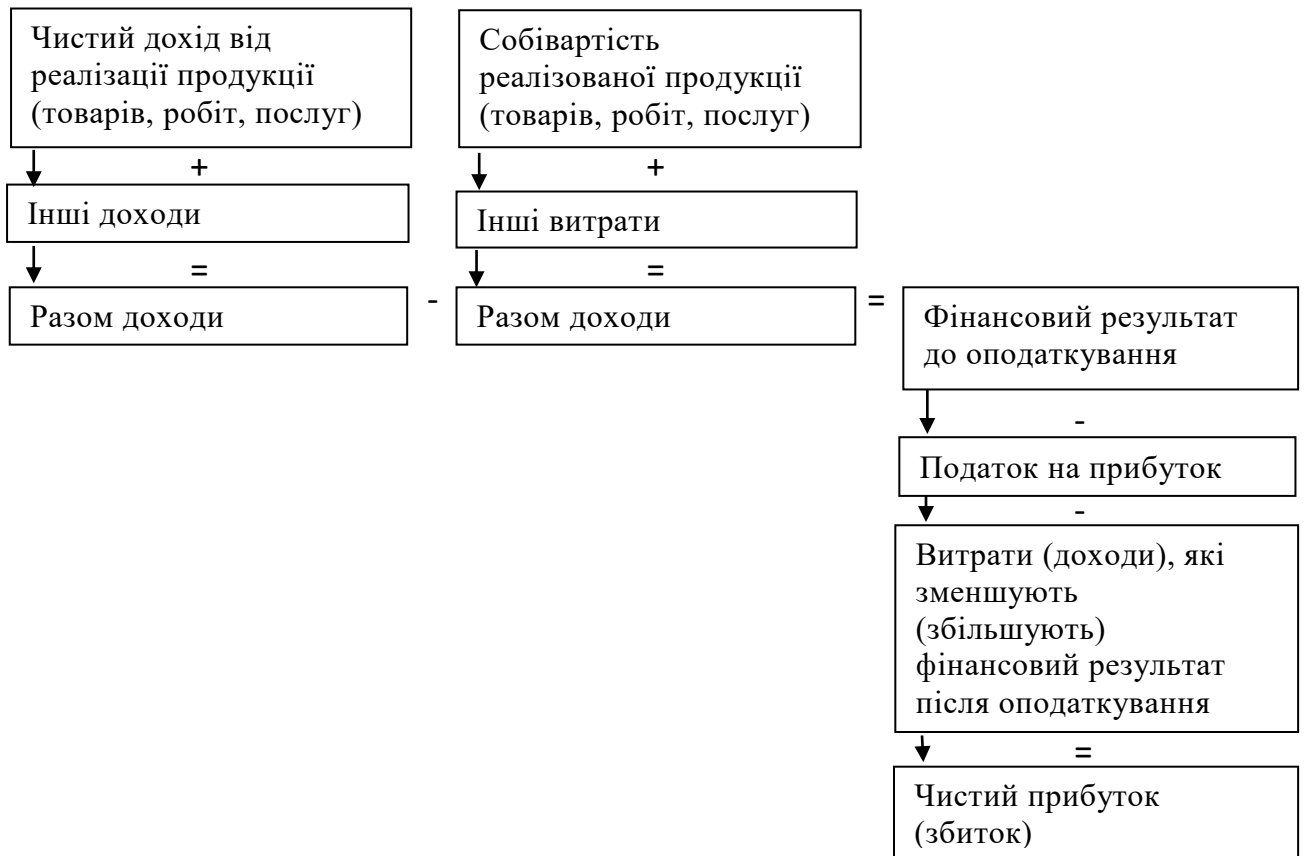 Чистий дохід від
реалізації продукції
(товарів, робіт, послуг)
+
Інші доходи
=
Разом доходи
-
Собівартість
реалізованої продукції
(товарів, робіт, послуг)
+
Інші витрати
=
Разом доходи
=
Фінансовий результат
до оподаткування
-
Податок на прибуток
-
Витрати (доходи), які
зменшують
(збільшують)
фінансовий результат
після оподаткування
=
Чистий прибуток
(збиток)